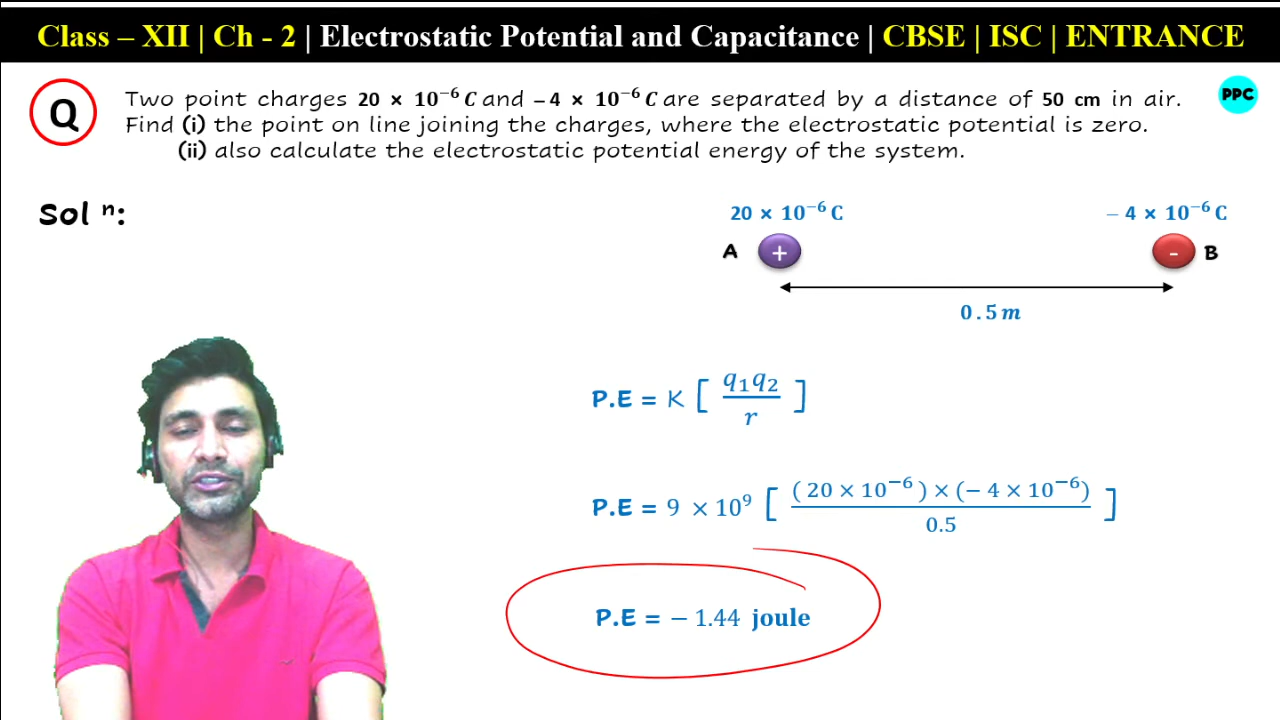 Class – XII | Ch - 2 | Electrostatic Potential and Capacitance | CBSE | ISC | ENTRANCE
Q
Two point charges 20 × 10⁻⁶ C and – 4 × 10⁻⁶ C are separated by a distance of 50 cm in air.
PPC
Find (i) the point on line joining the charges, where the electrostatic potential is zero.
(ii) also calculate the electrostatic potential energy of the system.
Sol ⁿ:
20 × 10⁻⁶ C
– 4 × 10⁻⁶ C
A + - B
0.5 m
P.E = K [ q₁q₂ / r ]
P.E = 9 × 10⁹ [ ( 20 × 10⁻⁶ ) × (– 4 × 10⁻⁶) / 0.5 ]
P.E = – 1.44 joule